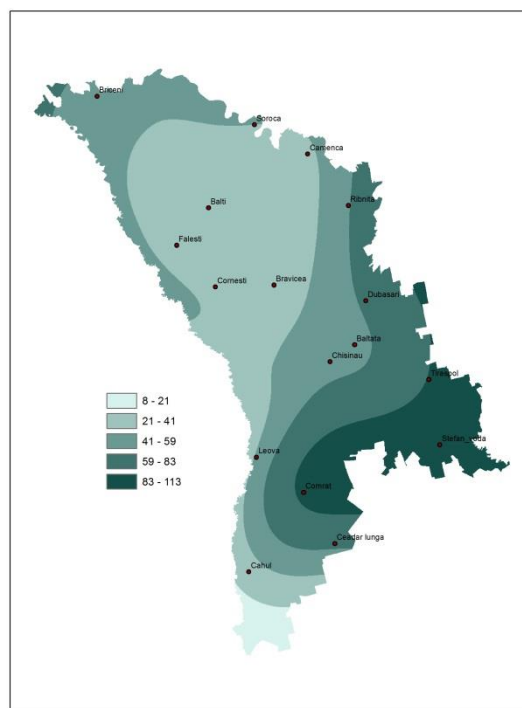 Briceni
Soroca
Camenca
Balti
Ribnita
Falesti
Cornesti
Bravicea
Dubasari
Baltata
Chisinau
Tiraspol
8 - 21
21 - 41
41 - 59
59 - 83
83 - 113
Stefan_voda
Leova
Comrat
Ceadar lunga
Cahul